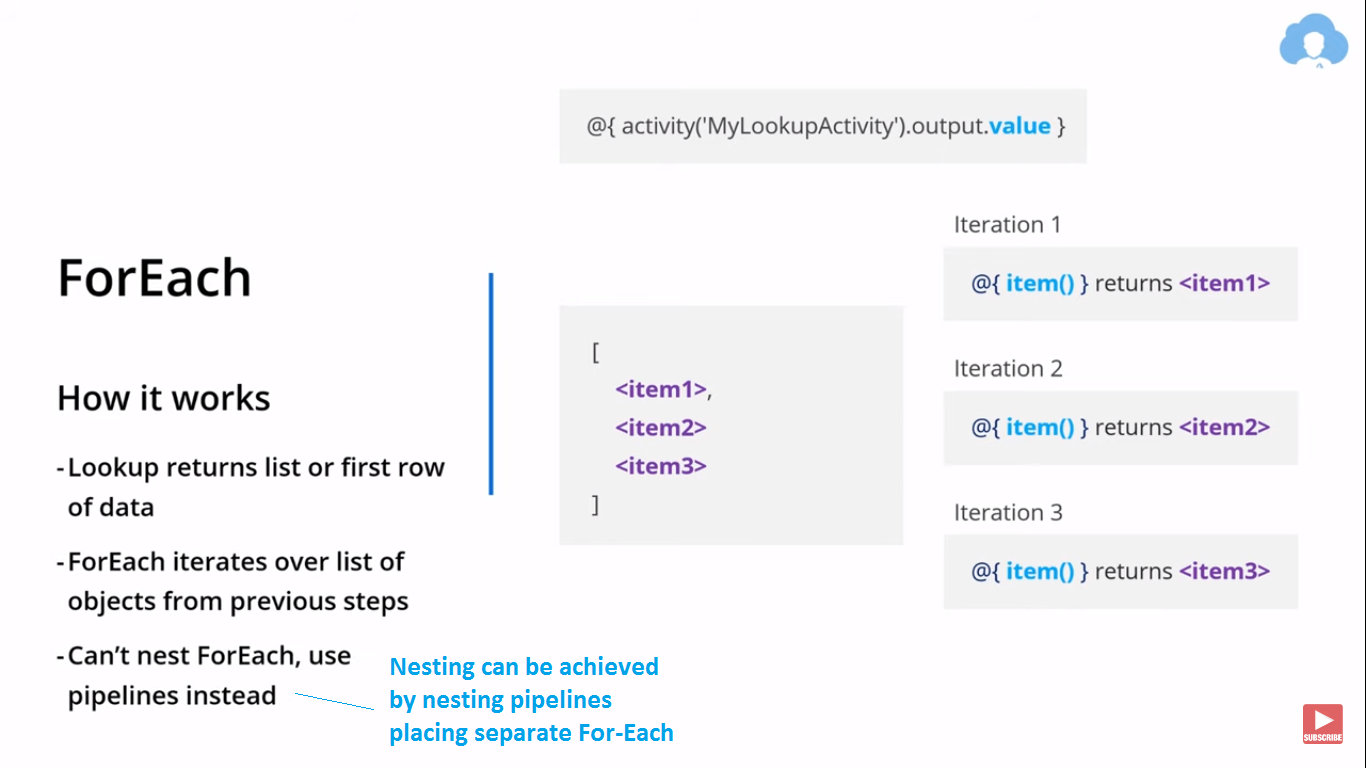 @{ activity('MyLookupActivity').output.value }
ForEach
How it works
-Lookup returns list or first row
of data
-ForEach iterates over list of
objects from previous steps
-Can't nest ForEach, use
pipelines instead
Nesting can be achieved
by nesting pipelines
placing separate For-Each
[
<item1>,
<item2>
<item3>
]
Iteration 1
@{ item() } returns <item1>
Iteration 2
@{ item() } returns <item2>
Iteration 3
@{ item() } returns <item3>
SUBSCRIBE